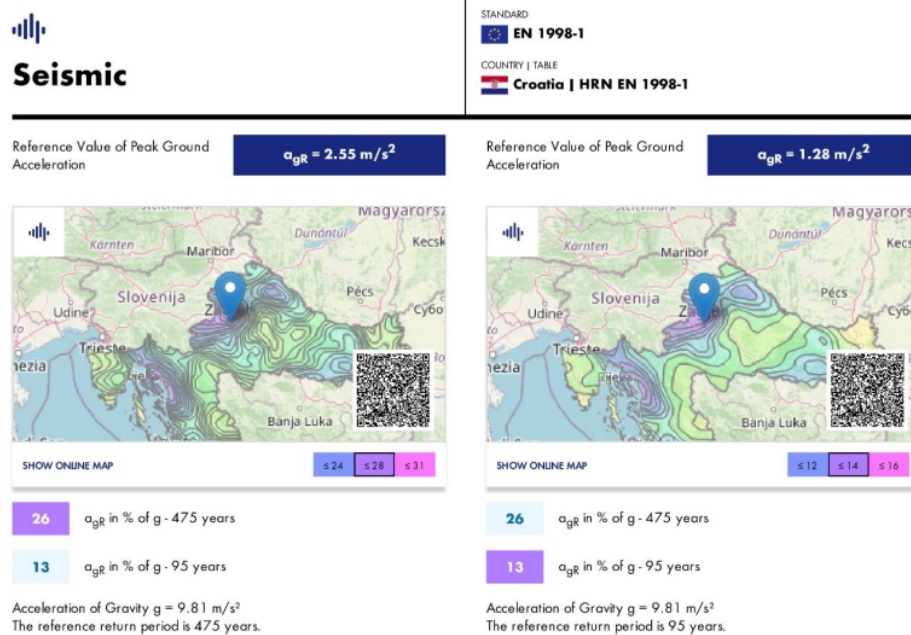 Seismic
STANDARD
EN 1998-1
COUNTRY | TABLE
Croatia | HRN EN 1998-1
Reference Value of Peak Ground
Acceleration
agR = 2.55 m/s²
Magyarorsz
Kärnten
Maribor
Dunántúl
Kecsk
Slovenija
Udine
Pécs
Trieste
Banja Luka
SHOW ONLINE MAP
≤ 24 ≤ 28 ≤ 31
26 agR in % of g - 475 years
13 agR in % of g - 95 years
Acceleration of Gravity g = 9.81 m/s²
The reference return period is 475 years.
Reference Value of Peak Ground
Acceleration
agR = 1.28 m/s²
Magyarors
Kärnten
Maribor
Dunántúl
Kecs
Slovenija
Udine
Pécs
Trieste
Banja Luka
SHOW ONLINE MAP
≤ 12 ≤ 14 ≤ 16
26 agR in % of g - 475 years
13 agR in % of g - 95 years
Acceleration of Gravity g = 9.81 m/s²
The reference return period is 95 years.